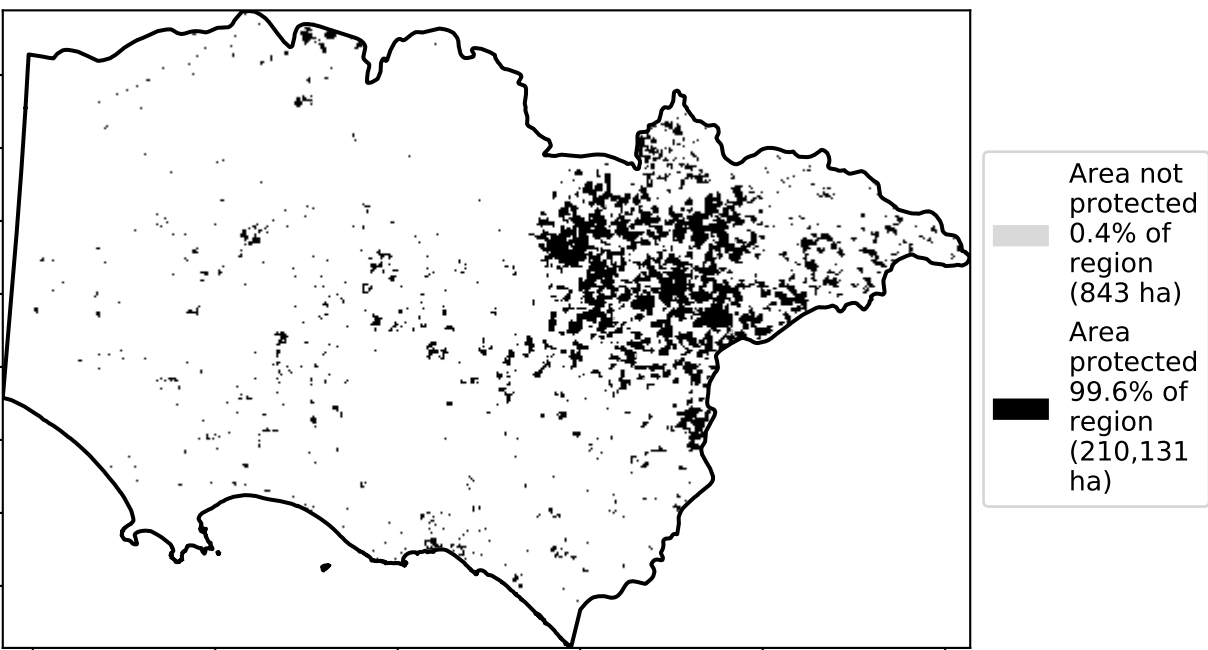 Area not
protected
0.4% of
region
(843 ha)
Area
protected
99.6% of
region
(210,131
ha)